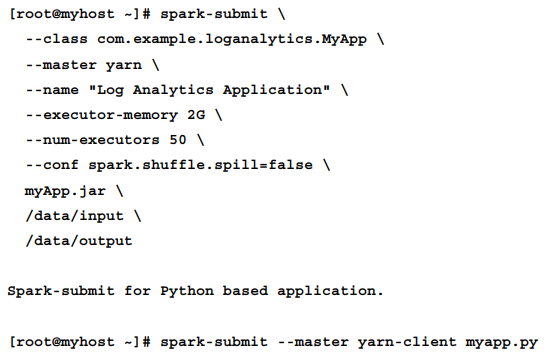 [root@myhost ~]# spark-submit \
--class com.example.loganalytics.MyApp \
--master yarn \
--name "Log Analytics Application" \
--executor-memory 2G \
--num-executors 50 \
--conf spark.shuffle.spill=false \
myApp.jar \
/data/input \
/data/output
Spark-submit for Python based application.
[root@myhost ~]# spark-submit --master yarn-client myapp.py